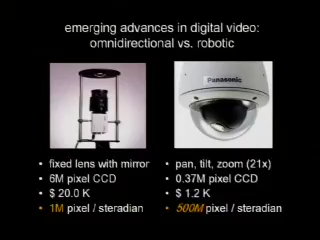 emerging advances in digital video:
omnidirectional vs. robotic
Panasonic
• fixed lens with mirror
• 6M pixel CCD
• $ 20.0 K
• 1M pixel / steradian
• pan, tilt, zoom (21x)
• 0.37M pixel CCD
• $ 1.2 K
• 500M pixel / steradian